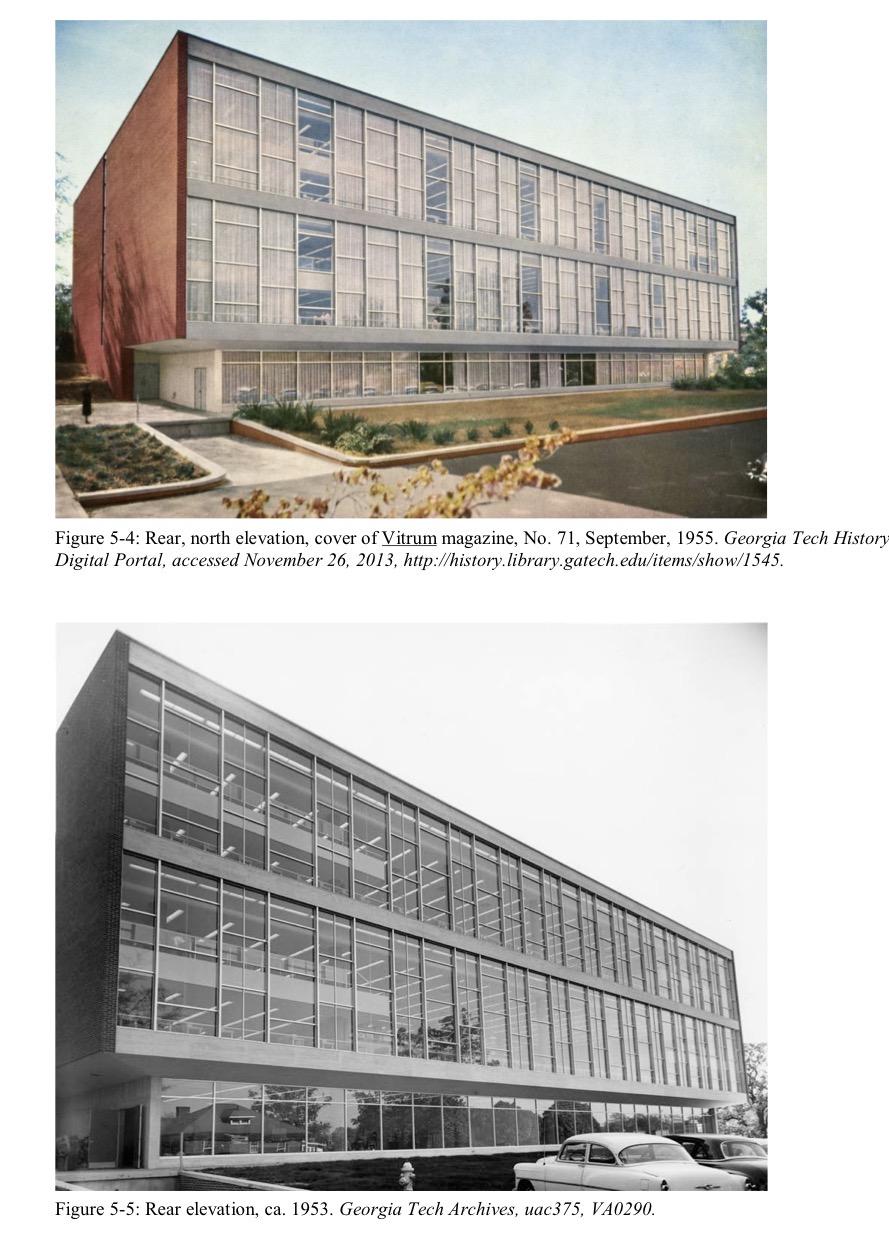 Figure 5-4: Rear, north elevation, cover of Vitrum magazine, No. 71, September, 1955. Georgia Tech History
Digital Portal, accessed November 26, 2013, http://history.library.gatech.edu/items/show/1545.
Figure 5-5: Rear elevation, ca. 1953. Georgia Tech Archives, uac375, VA0290.